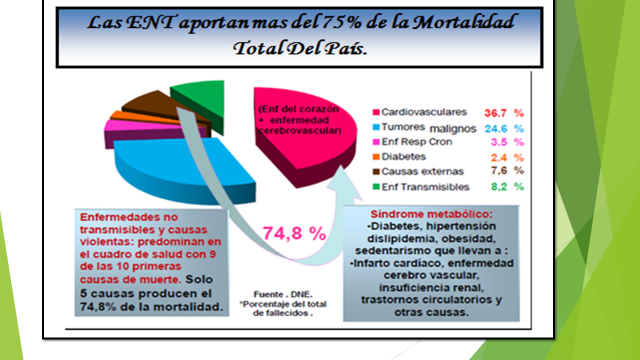 Las ENT aportan mas del 75% de la Mortalidad
Total Del País.
(Enf del corazón
+ enfermedad
cerebrovascular)
Cardiovasculares 36.7 %
Tumores malignos 24.6 %
Enf Resp Cron 3.5 %
Diabetes 2.4 %
Causas externas 7,6 %
Enf Transmisibles 8,2 %
74,8 %
Enfermedades no
transmisibles y causas
violentas: predominan en
el cuadro de salud con 9
de las 10 primeras
causas de muerte. Solo
5 causas producen el
74,8% de la mortalidad.
Fuente . DNE.
*Porcentaje del total
de fallecidos .
Sindrome metabólico:
-Diabetes, hipertensión
dislipidemia, obesidad,
sedentarismo que llevan a :
-Infarto cardíaco, enfermedad
cerebro vascular,
insuficiencia renal,
trastornos circulatorios y
otras causas.